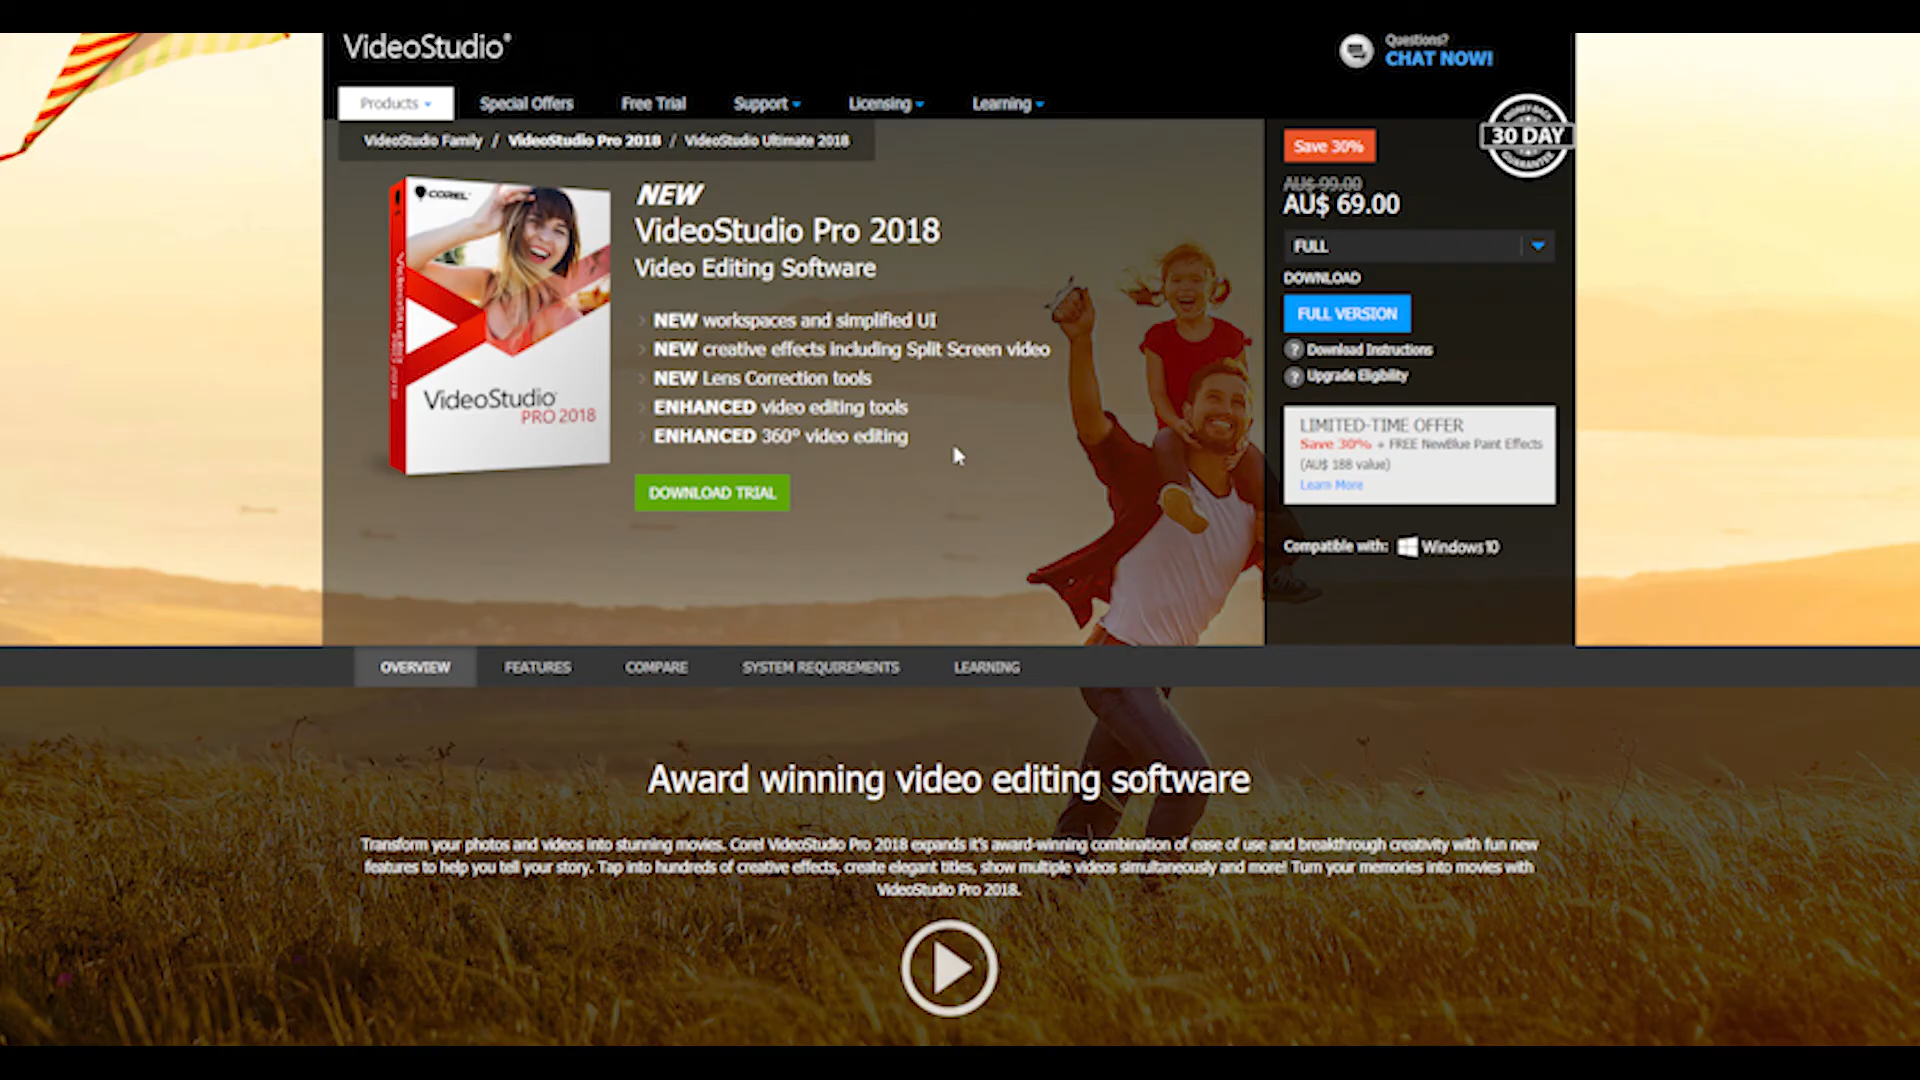 VideoStudio®
Questions?
CHAT NOW!
Products
Special Offers
Free Trial
Support
Licensing
Learning
VideoStudio Family / VideoStudio Pro 2018 / VideoStudio Ultimate 2018
MONEY BACK
30 DAY
GUARANTEE
Save 30%
AU$ 99.00
AU$ 69.00
FULL
DOWNLOAD
FULL VERSION
? Download Instructions
? Upgrade Eligibility
LIMITED-TIME OFFER
Save 30% + FREE NewBlue Paint Effects
(AU$ 188 value)
Learn More
Compatible with: Windows 10
COREL
VideoStudio
PRO 2018
NEW
VideoStudio Pro 2018
Video Editing Software
NEW workspaces and simplified UI
NEW creative effects including Split Screen video
NEW Lens Correction tools
ENHANCED video editing tools
ENHANCED 360º video editing
DOWNLOAD TRIAL
OVERVIEW
FEATURES
COMPARE
SYSTEM REQUIREMENTS
LEARNING
Award winning video editing software
Transform your photos and videos into stunning movies. Corel VideoStudio Pro 2018 expands it's award-winning combination of ease of use and breakthrough creativity with fun new
features to help you tell your story. Tap into hundreds of creative effects, create elegant titles, show multiple videos simultaneously and more! Turn your memories into movies with
VideoStudio Pro 2018.